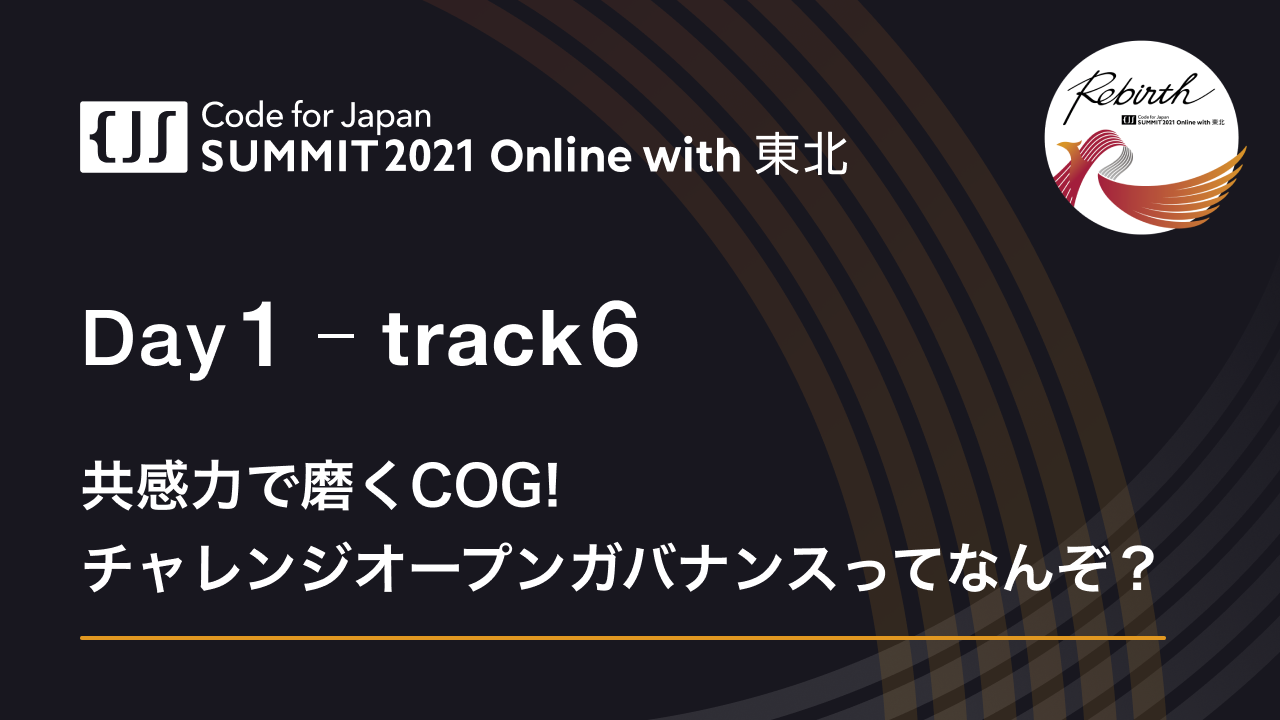 Code for Japan
SUMMIT 2021 Online with 東北
Rebirth
Code for Japan
SUMMIT2021 Online with 東北
Day1 − track6
共感力で磨くCOG!
チャレンジオープンガバナンスってなんぞ？